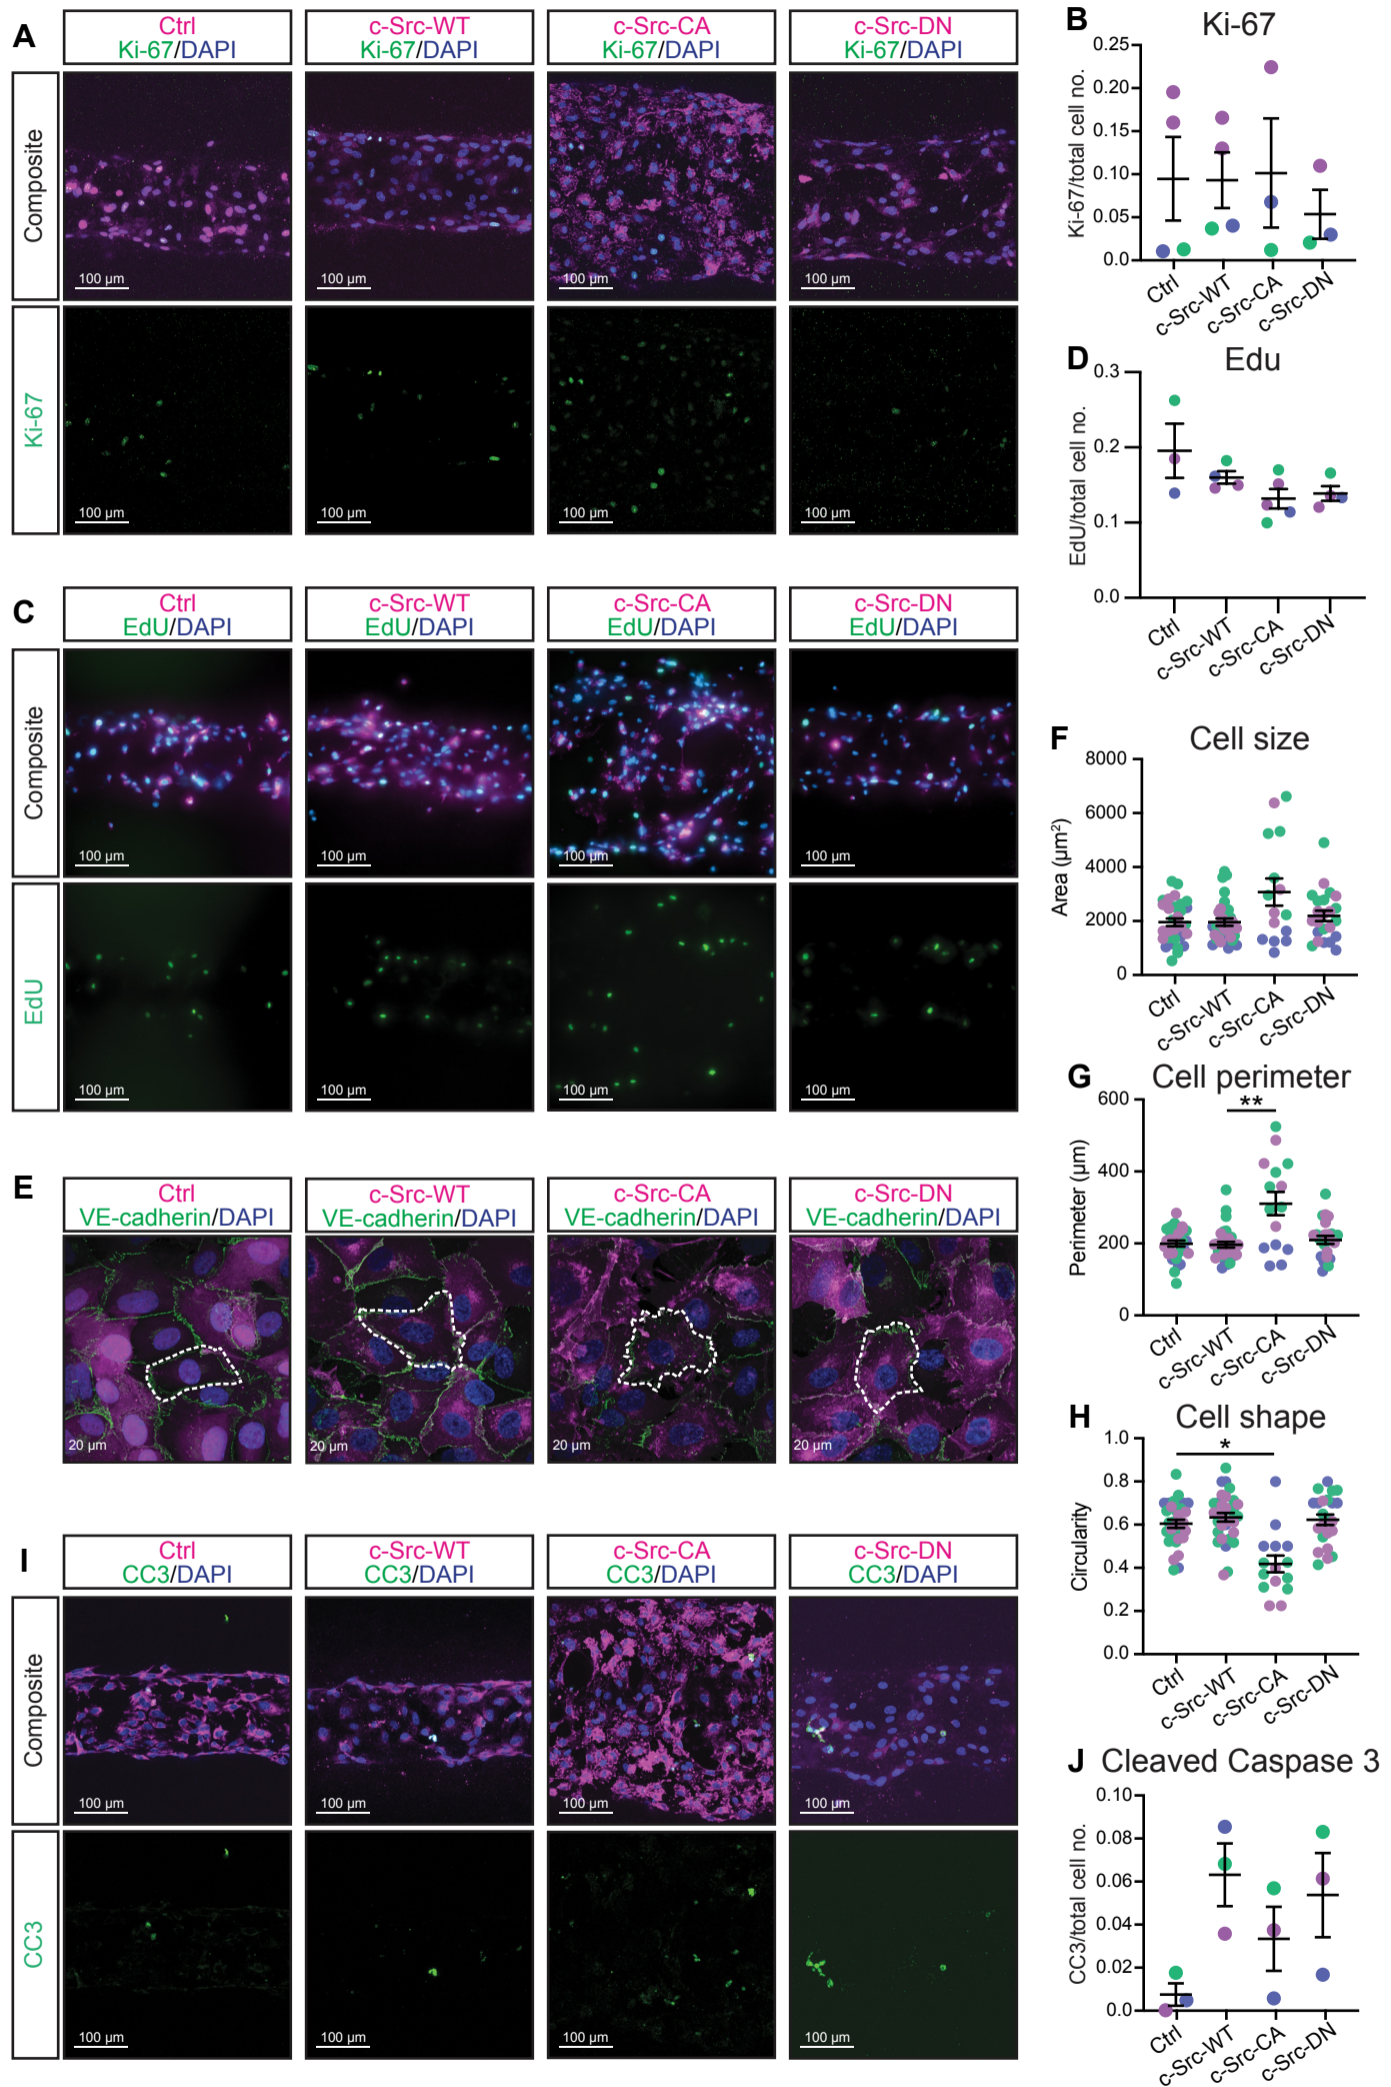 A
Ctrl
Ki-67/DAPI
c-Src-WT
Ki-67/DAPI
c-Src-CA
Ki-67/DAPI
c-Src-DN
Ki-67/DAPI
Composite
100 µm
100 µm
100 µm
100 µm
Ki-67
100 µm
100 µm
100 µm
100 µm
B
Ki-67
Ki-67/total cell no.
0.25
0.20
0.15
0.10
0.05
0.0
Ctrl
c-Src-WT
c-Src-CA
c-Src-DN
C
Ctrl
EdU/DAPI
c-Src-WT
EdU/DAPI
c-Src-CA
EdU/DAPI
c-Src-DN
EdU/DAPI
Composite
100 µm
100 µm
100 µm
100 µm
EdU
100 µm
100 µm
100 µm
100 µm
D
Edu
EdU/total cell no.
0.3
0.2
0.1
0.0
Ctrl
c-Src-WT
c-Src-CA
c-Src-DN
E
Ctrl
VE-cadherin/DAPI
c-Src-WT
VE-cadherin/DAPI
c-Src-CA
VE-cadherin/DAPI
c-Src-DN
VE-cadherin/DAPI
20 µm
20 µm
20 µm
20 µm
F
Cell size
Area (µm²)
8000
6000
4000
2000
0
Ctrl
c-Src-WT
c-Src-CA
c-Src-DN
G
Cell perimeter
Perimeter (µm)
600
400
200
0
**
Ctrl
c-Src-WT
c-Src-CA
c-Src-DN
H
Cell shape
Circularity
1.0
0.8
0.6
0.4
0.2
0.0
*
Ctrl
c-Src-WT
c-Src-CA
c-Src-DN
I
Ctrl
CC3/DAPI
c-Src-WT
CC3/DAPI
c-Src-CA
CC3/DAPI
c-Src-DN
CC3/DAPI
Composite
100 µm
100 µm
100 µm
100 µm
CC3
100 µm
100 µm
100 µm
100 µm
J
Cleaved Caspase 3
CC3/total cell no.
0.10
0.08
0.06
0.04
0.02
0.0
Ctrl
c-Src-WT
c-Src-CA
c-Src-DN